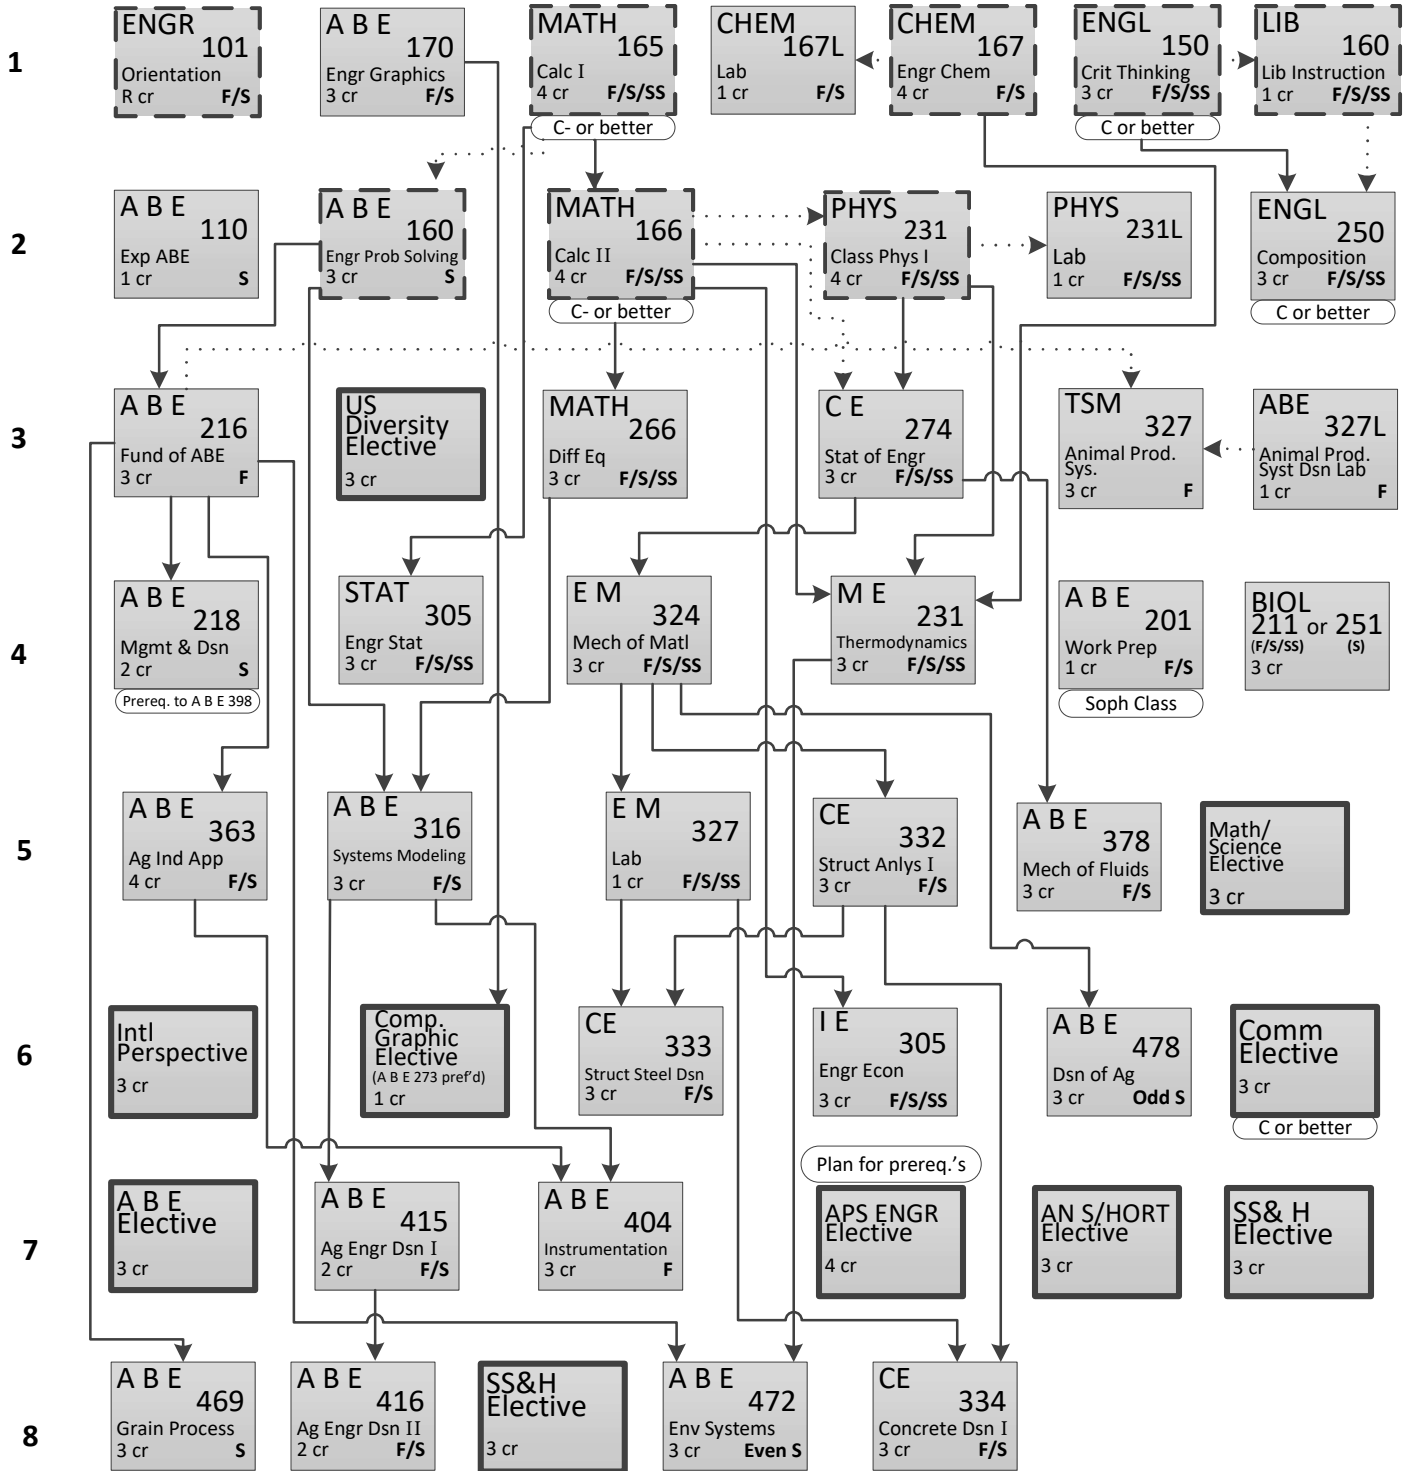 1
ENGR
101
Orientation
R cr F/S
A B E
170
Engr Graphics
3 cr F/S
MATH
165
Calc I
4 cr F/S/SS
C- or better
CHEM
167L
Lab
1 cr F/S
CHEM
167
Engr Chem
4 cr F/S
ENGL
150
Crit Thinking
3 cr F/S/SS
C or better
LIB
160
Lib Instruction
1 cr F/S/SS
2
A B E
110
Exp ABE
1 cr S
A B E
160
Engr Prob Solving
3 cr S
MATH
166
Calc II
4 cr F/S/SS
C- or better
PHYS
231
Class Phys I
4 cr F/S/SS
PHYS
231L
Lab
1 cr F/S/SS
ENGL
250
Composition
3 cr F/S/SS
C or better
3
A B E
216
Fund of ABE
3 cr F
US
Diversity
Elective
3 cr
MATH
266
Diff Eq
3 cr F/S/SS
C E
274
Stat of Engr
3 cr F/S/SS
TSM
327
Animal Prod.
Sys.
3 cr F
ABE
327L
Animal Prod.
Syst Dsn Lab
1 cr F
4
A B E
218
Mgmt & Dsn
2 cr S
Prereq. to A B E 398
STAT
305
Engr Stat
3 cr F/S/SS
E M
324
Mech of Matl
3 cr F/S/SS
M E
231
Thermodynamics
3 cr F/S/SS
A B E
201
Work Prep
1 cr F/S
Soph Class
BIOL
211 or 251
(F/S/SS) (S)
3 cr
5
A B E
363
Ag Ind App
4 cr F/S
A B E
316
Systems Modeling
3 cr F/S
E M
327
Lab
1 cr F/S/SS
CE
332
Struct Anlys I
3 cr F/S
A B E
378
Mech of Fluids
3 cr F/S
Math/
Science
Elective
3 cr
6
Intl
Perspective
3 cr
Comp.
Graphic
Elective
(A B E 273 pref'd)
1 cr
CE
333
Struct Steel Dsn
3 cr F/S
I E
305
Engr Econ
3 cr F/S/SS
A B E
478
Dsn of Ag
3 cr Odd S
Comm
Elective
3 cr
C or better
7
A B E
Elective
3 cr
A B E
415
Ag Engr Dsn I
2 cr F/S
A B E
404
Instrumentation
3 cr F
Plan for prereq.'s
APS ENGR
Elective
4 cr
AN S/HORT
Elective
3 cr
SS& H
Elective
3 cr
8
A B E
469
Grain Process
3 cr S
A B E
416
Ag Engr Dsn II
2 cr F/S
SS&H
Elective
3 cr
A B E
472
Env Systems
3 cr Even S
CE
334
Concrete Dsn I
3 cr F/S